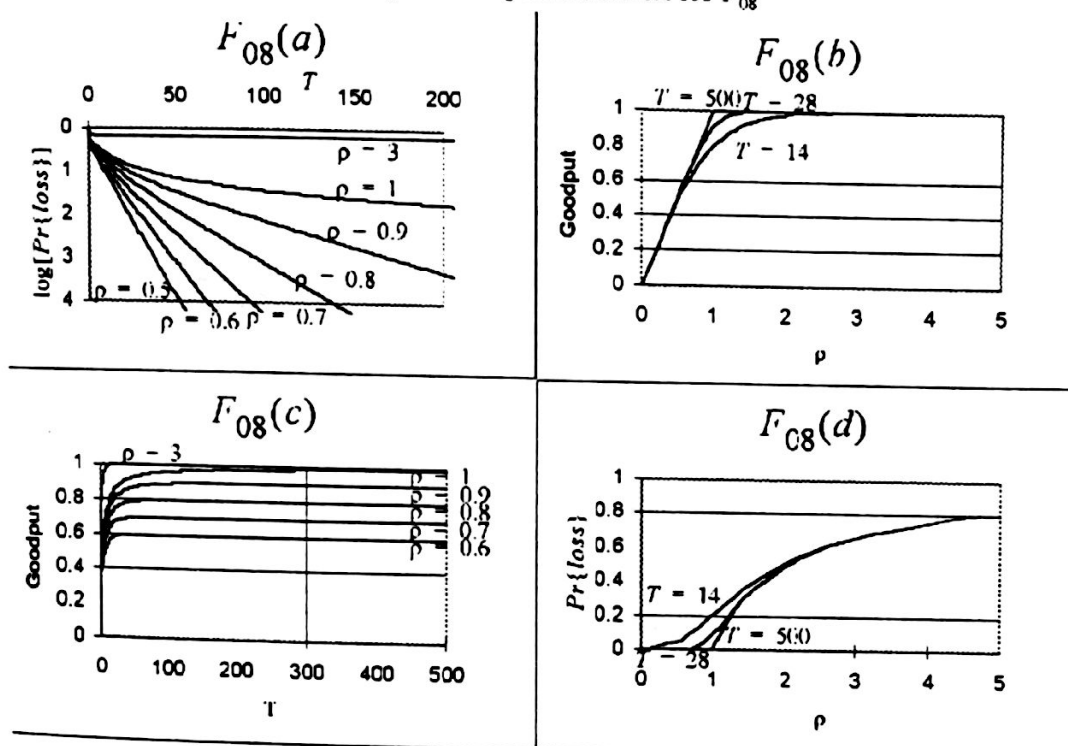 F08(a)
T
0 50 100 150 200
0
1
2
3
4
log[Pr{loss}]
ρ - 3
ρ = 1
ρ - 0.9
ρ - 0.8
ρ = 0.5
ρ = 0.6 ρ = 0.7
F08(b)
T = 500 T - 28
T - 14
1
0.8
0.6
0.4
0.2
0
Goodput
0 1 2 3 4 5
ρ
F08(c)
ρ - 3
1
0.8
0.6
0.4
0.2
0
Goodput
ρ - 1
ρ - 0.9
ρ - 0.8
ρ - 0.7
ρ - 0.6
0 100 200 300 400 500
T
F08(d)
1
0.8
0.6
0.4
0.2
0
Pr{loss}
T = 14
T = 500
T - 28
0 1 2 3 4 5
ρ